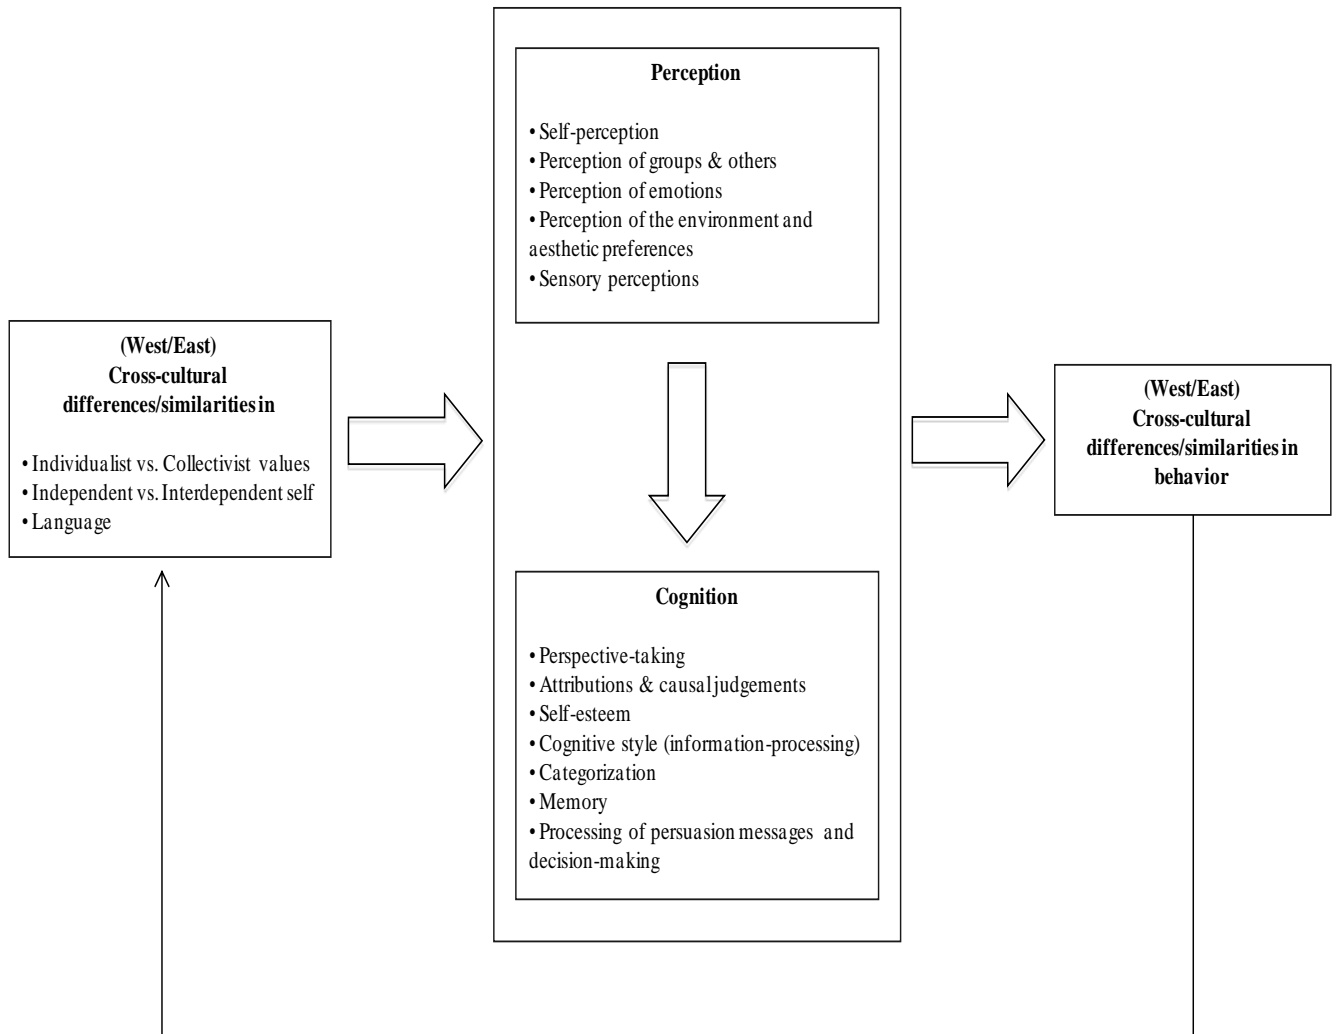 Perception
• Self-perception
• Perception of groups & others
• Perception of emotions
• Perception of the environment and
aesthetic preferences
• Sensory perceptions
(West/East)
Cross-cultural
differences/similarities in
• Individualist vs. Collectivist values
• Independent vs. Interdependent self
• Language
(West/East)
Cross-cultural
differences/similarities in
behavior
Cognition
• Perspective-taking
• Attributions & causal judgements
• Self-esteem
• Cognitive style (information-processing)
• Categorization
• Memory
• Processing of persuasion messages and
decision-making